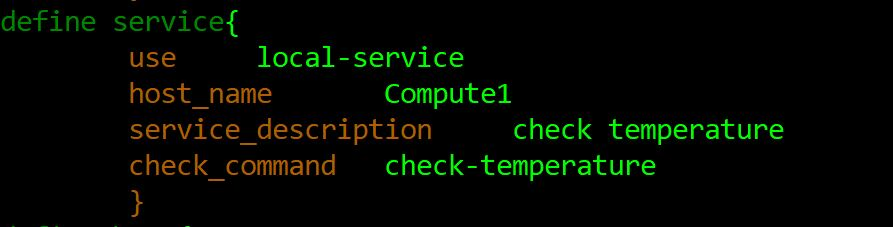 define service{
use local-service
host_name Compute1
service_description check temperature
check_command check-temperature
}